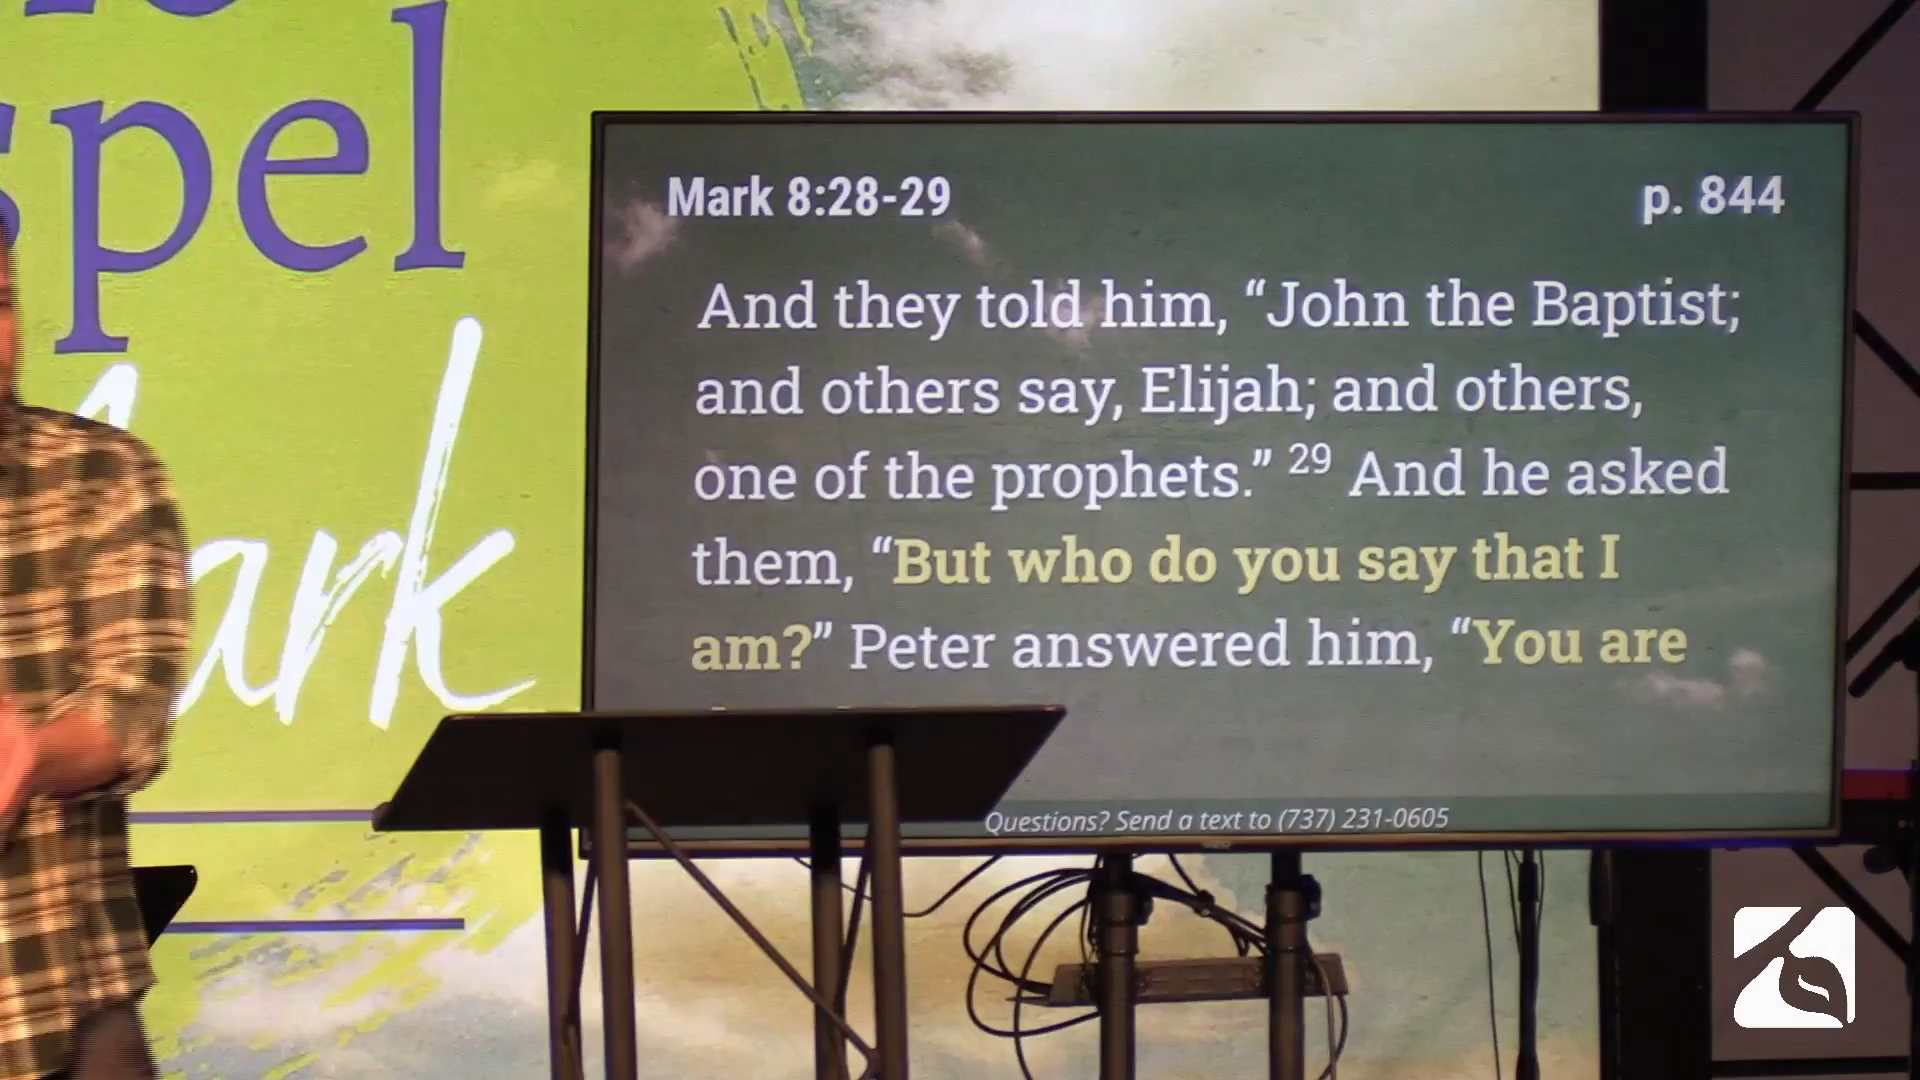 spel
ark
Mark 8:28-29
p. 844
And they told him, “John the Baptist;
and others say, Elijah; and others,
one of the prophets.” 29 And he asked
them, “But who do you say that I
am?” Peter answered him, “You are
Questions? Send a text to (737) 231-0605